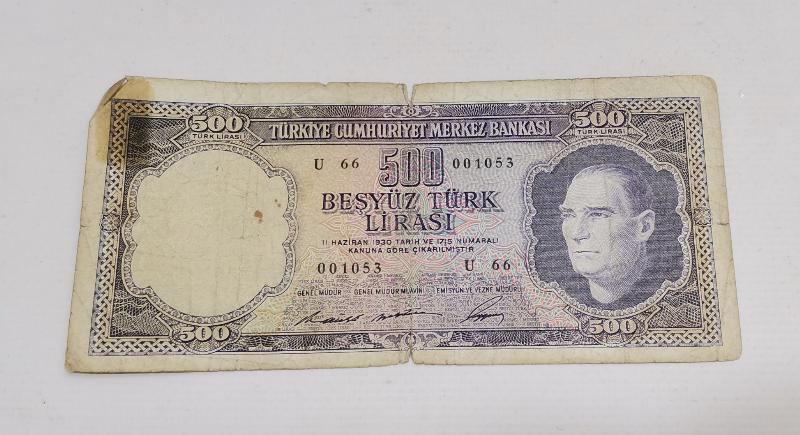 500 500
TÜRK LİRASI TÜRKİYE CUMHURİYET MERKEZ BANKASI TÜRK LİRASI
U 66 500 001053
BEŞYÜZ TÜRK
LİRASI
11 HAZİRAN 1930 TARİH VE 1715 NUMARALI
KANUNA GÖRE ÇIKARILMIŞTIR
001053 U 66
GENEL MÜDÜR GENEL MÜDÜR MUAVİNİ EMİSYON VE VEZNE MÜDÜRÜ
500 500